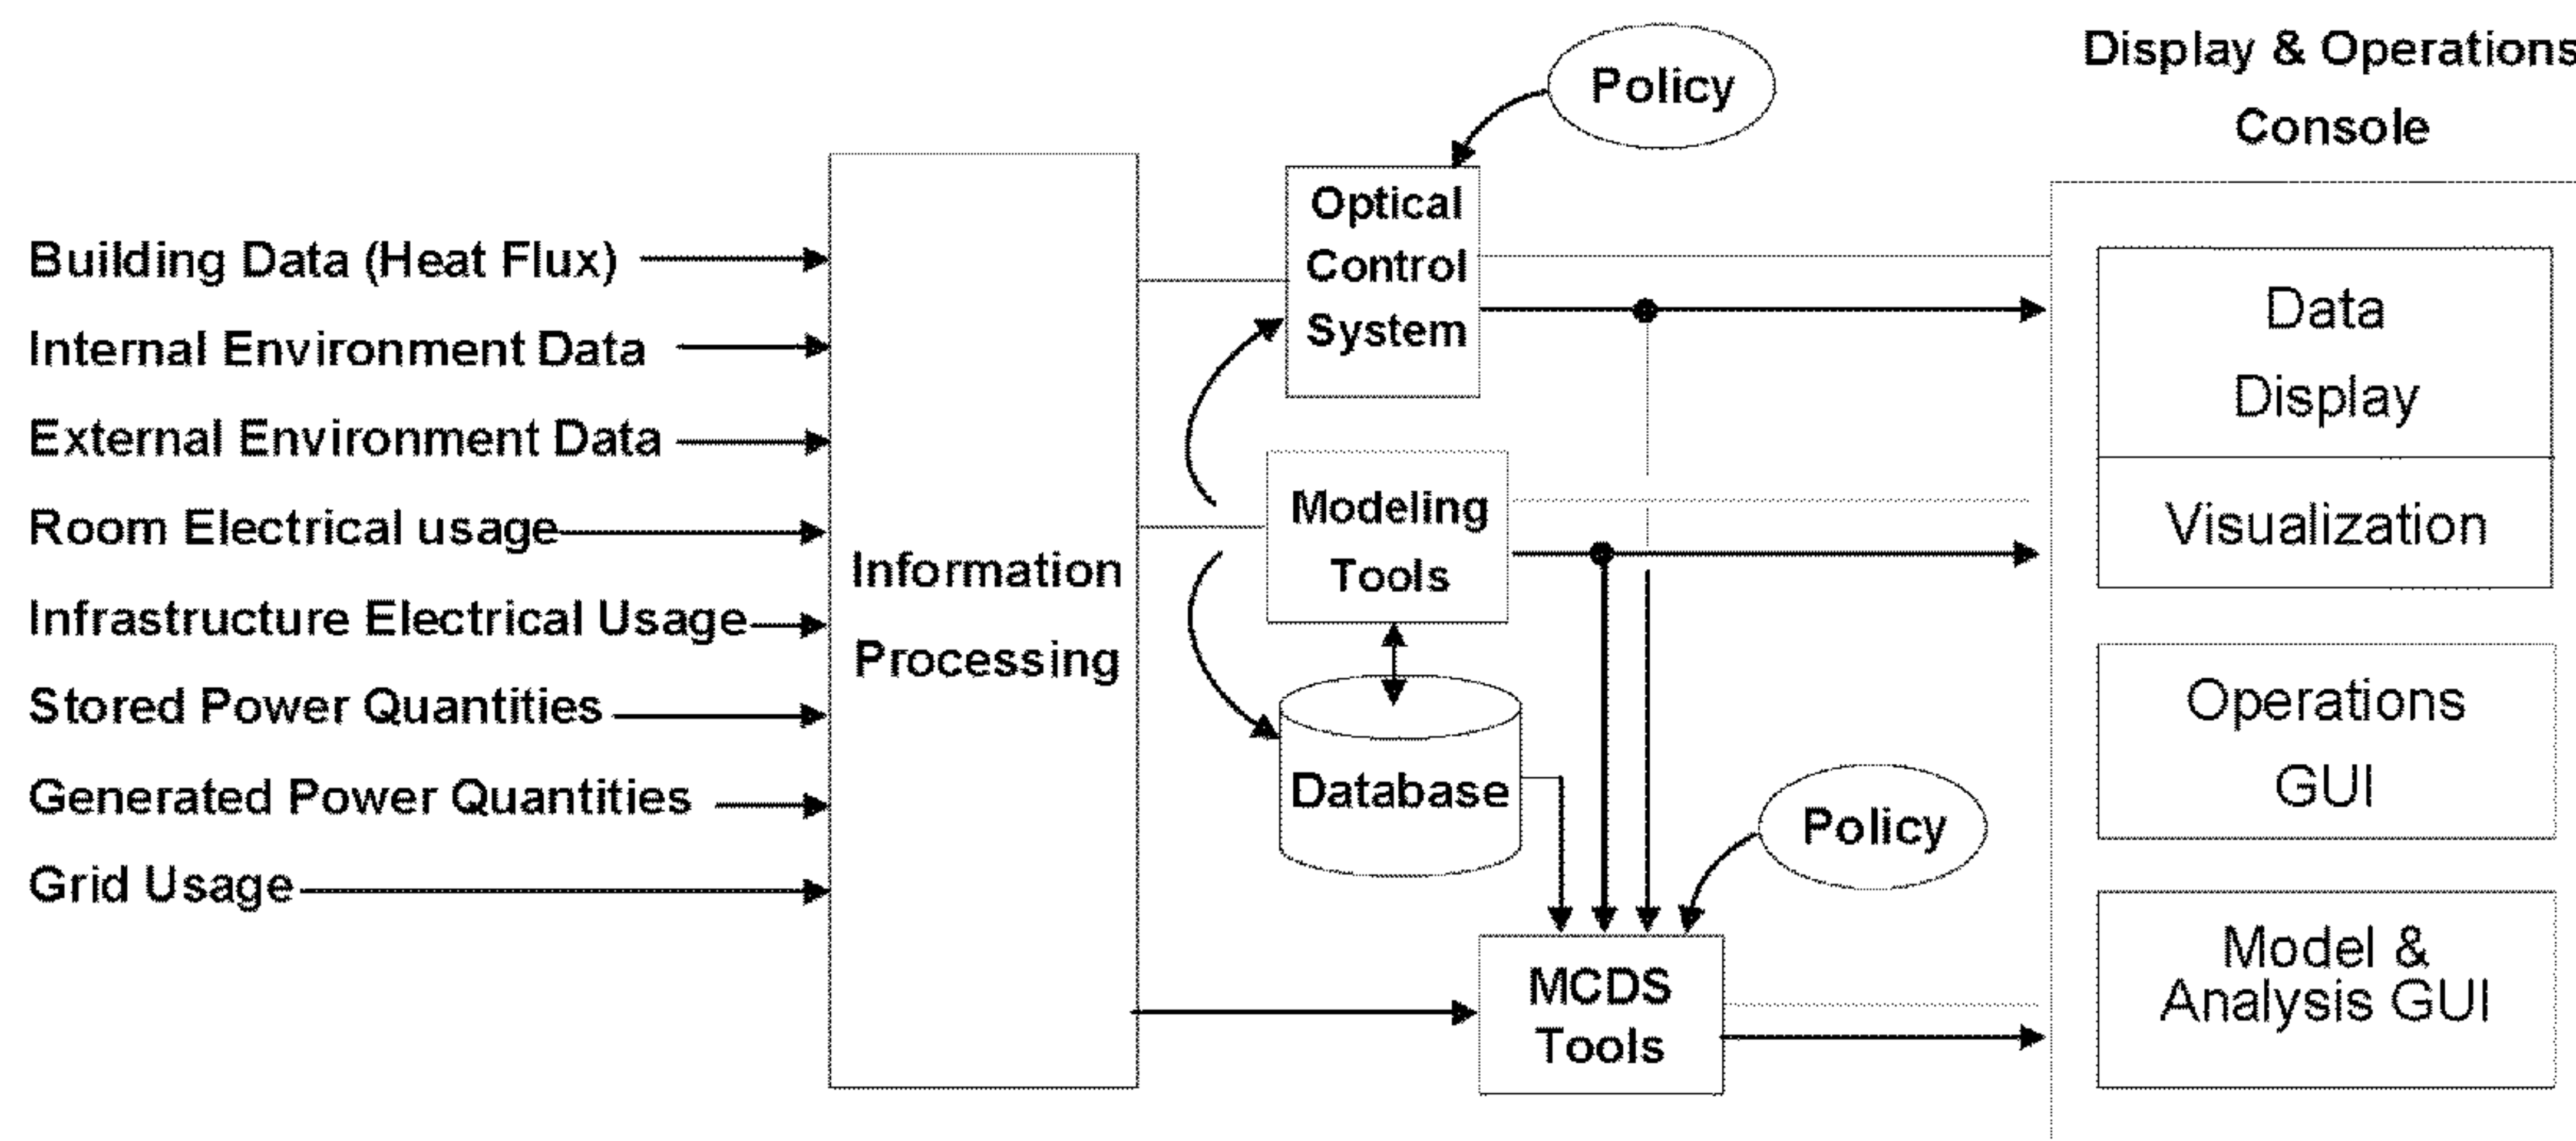 Policy
Display & Operations
Console
Optical
Control
System
Building Data (Heat Flux)
Internal Environment Data
External Environment Data
Room Electrical usage
Infrastructure Electrical Usage
Stored Power Quantities
Generated Power Quantities
Grid Usage
Information
Processing
Modeling
Tools
Database
Policy
MCDS
Tools
Data
Display
Visualization
Operations
GUI
Model &
Analysis GUI